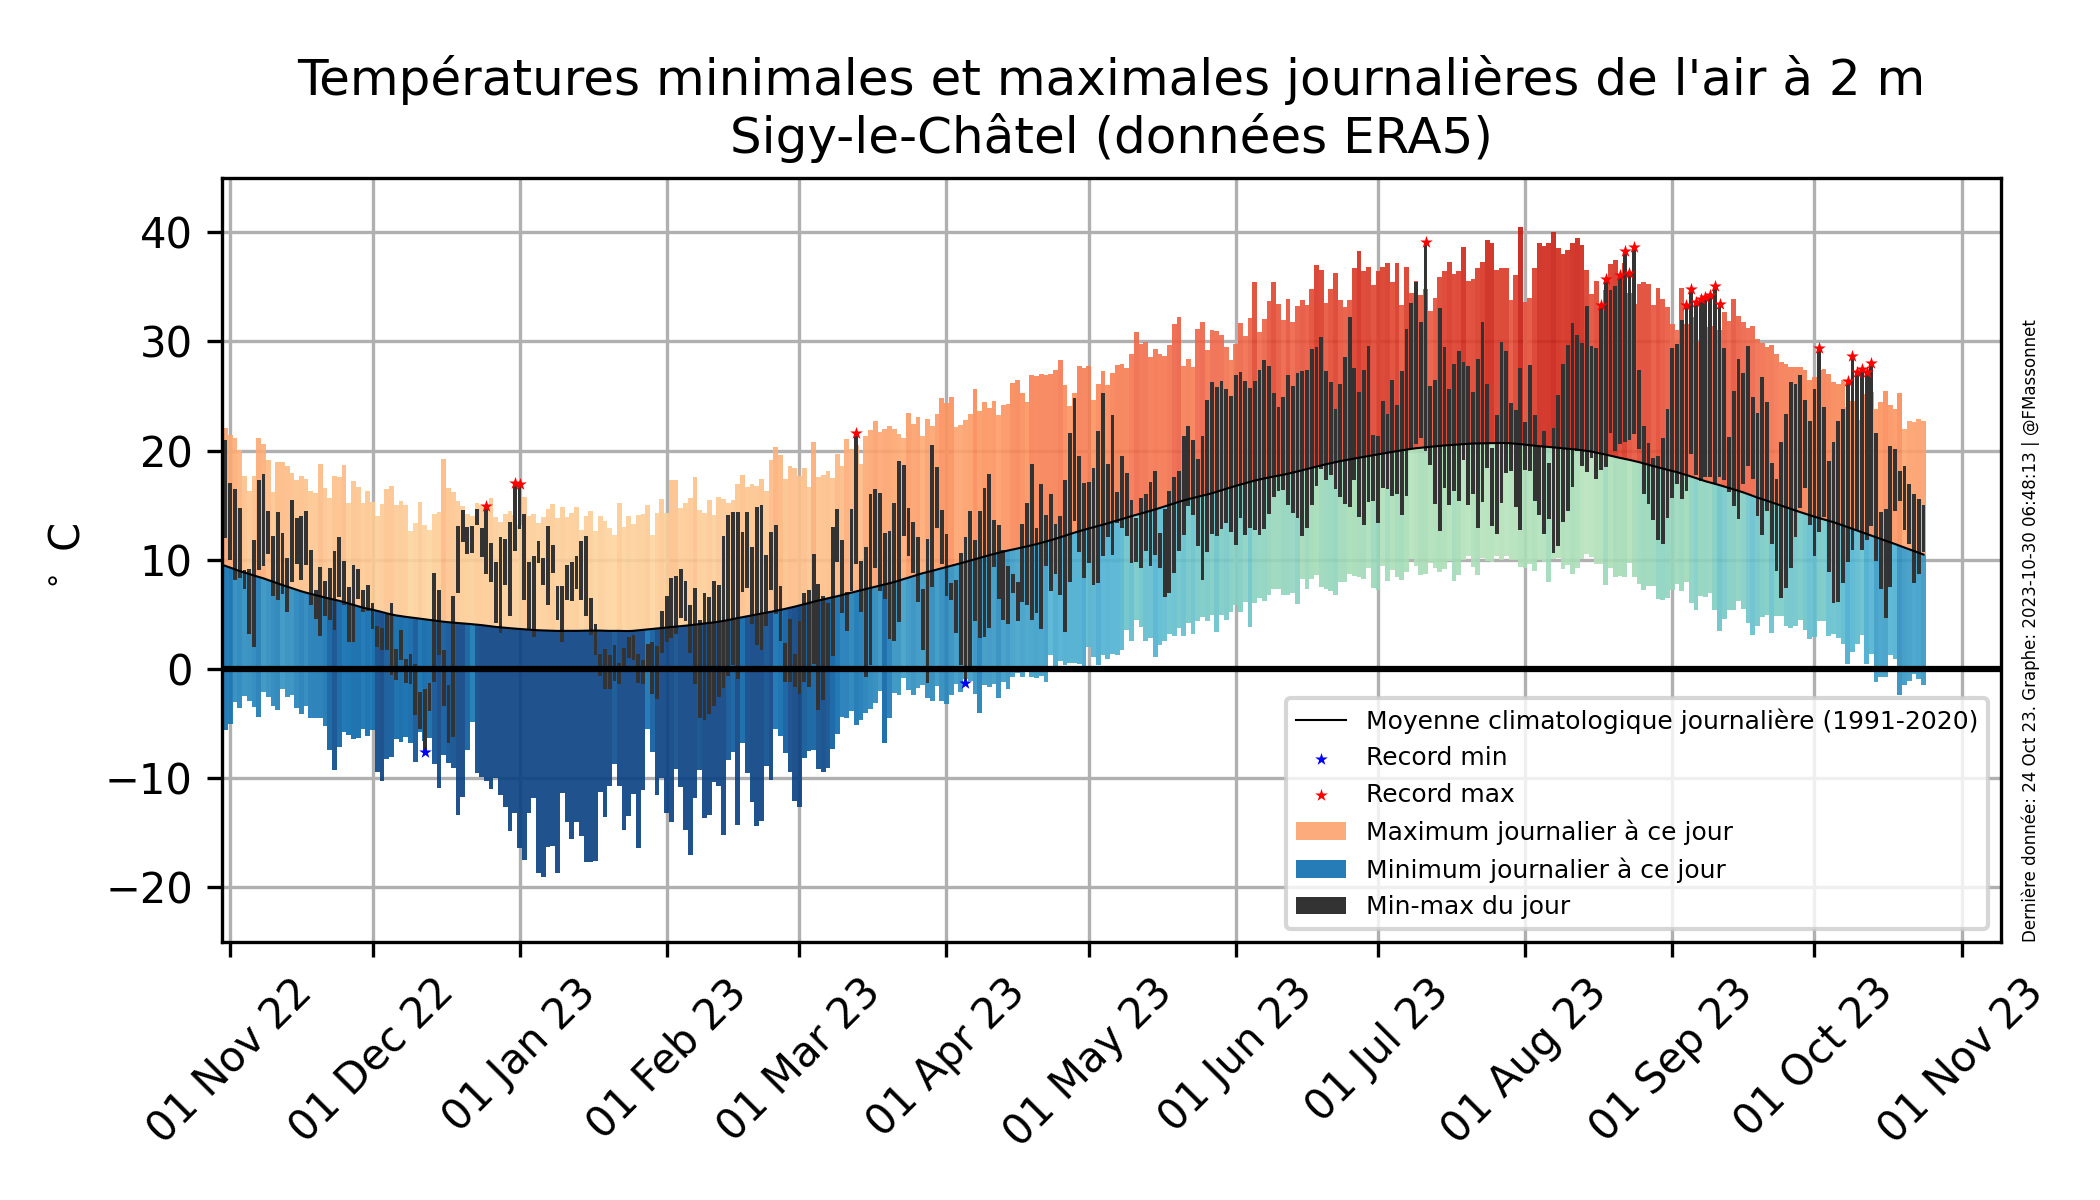 Températures minimales et maximales journalières de l'air à 2 m
Sigy-le-Châtel (données ERA5)
° C
40
30
20
10
0
−10
−20
01 Nov 22
01 Dec 22
01 Jan 23
01 Feb 23
01 Mar 23
01 Apr 23
01 May 23
01 Jun 23
01 Jul 23
01 Aug 23
01 Sep 23
01 Oct 23
01 Nov 23
Moyenne climatologique journalière (1991-2020)
Record min
Record max
Maximum journalier à ce jour
Minimum journalier à ce jour
Min-max du jour
Dernière donnée: 24 Oct 23. Graphe: 2023-10-30 06:48:13 | @FMassonnet